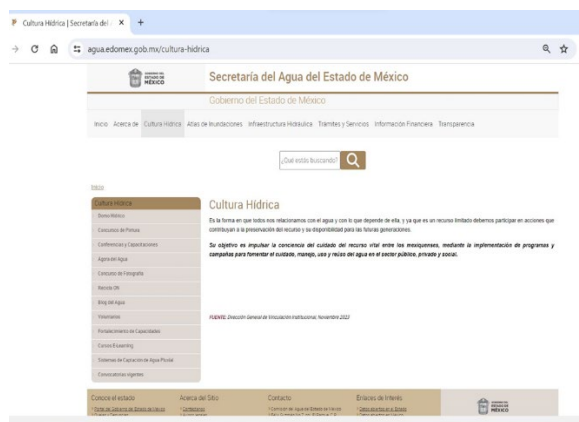 Cultura Hídrica | Secretaría del
agua.edomex.gob.mx/cultura-hidrica
MÉXICO
Secretaría del Agua del Estado de México
Gobierno del Estado de México
Inicio Acerca de Cultura Hídrica Atlas de Inundaciones Infraestructura Hidráulica Trámites y Servicios Información Financiera Transparencia
¿Qué estás buscando?
Inicio
Cultura Hídrica
Domo Hídrico
Concursos de Pintura
Conferencias y Capacitaciones
Agora del Agua
Concurso de Fotografía
Blog del Agua
Voluntarios
Fortalecimiento de Capacidades
Cursos E-learning
Sistemas de Captación de Agua Pluvial
Convocatorias vigentes
Cultura Hídrica
Es la forma en que todos nos relacionamos con el agua y con lo que depende de ella, y ya que es un recurso limitado debemos participar en acciones que
contribuyan a la preservación del recurso y su disponibilidad para las futuras generaciones.
Su objetivo es impulsar la conciencia del cuidado del recurso vital entre los mexiquenses, mediante la implementación de programas y
campañas para fomentar el cuidado, manejo, uso y reúso del agua en el sector público, privado y social.
FUENTE: Dirección General de Vinculación Institucional, Noviembre 2023
Conoce el estado Acerca del Sitio Contacto Enlaces de Interés
MÉXICO